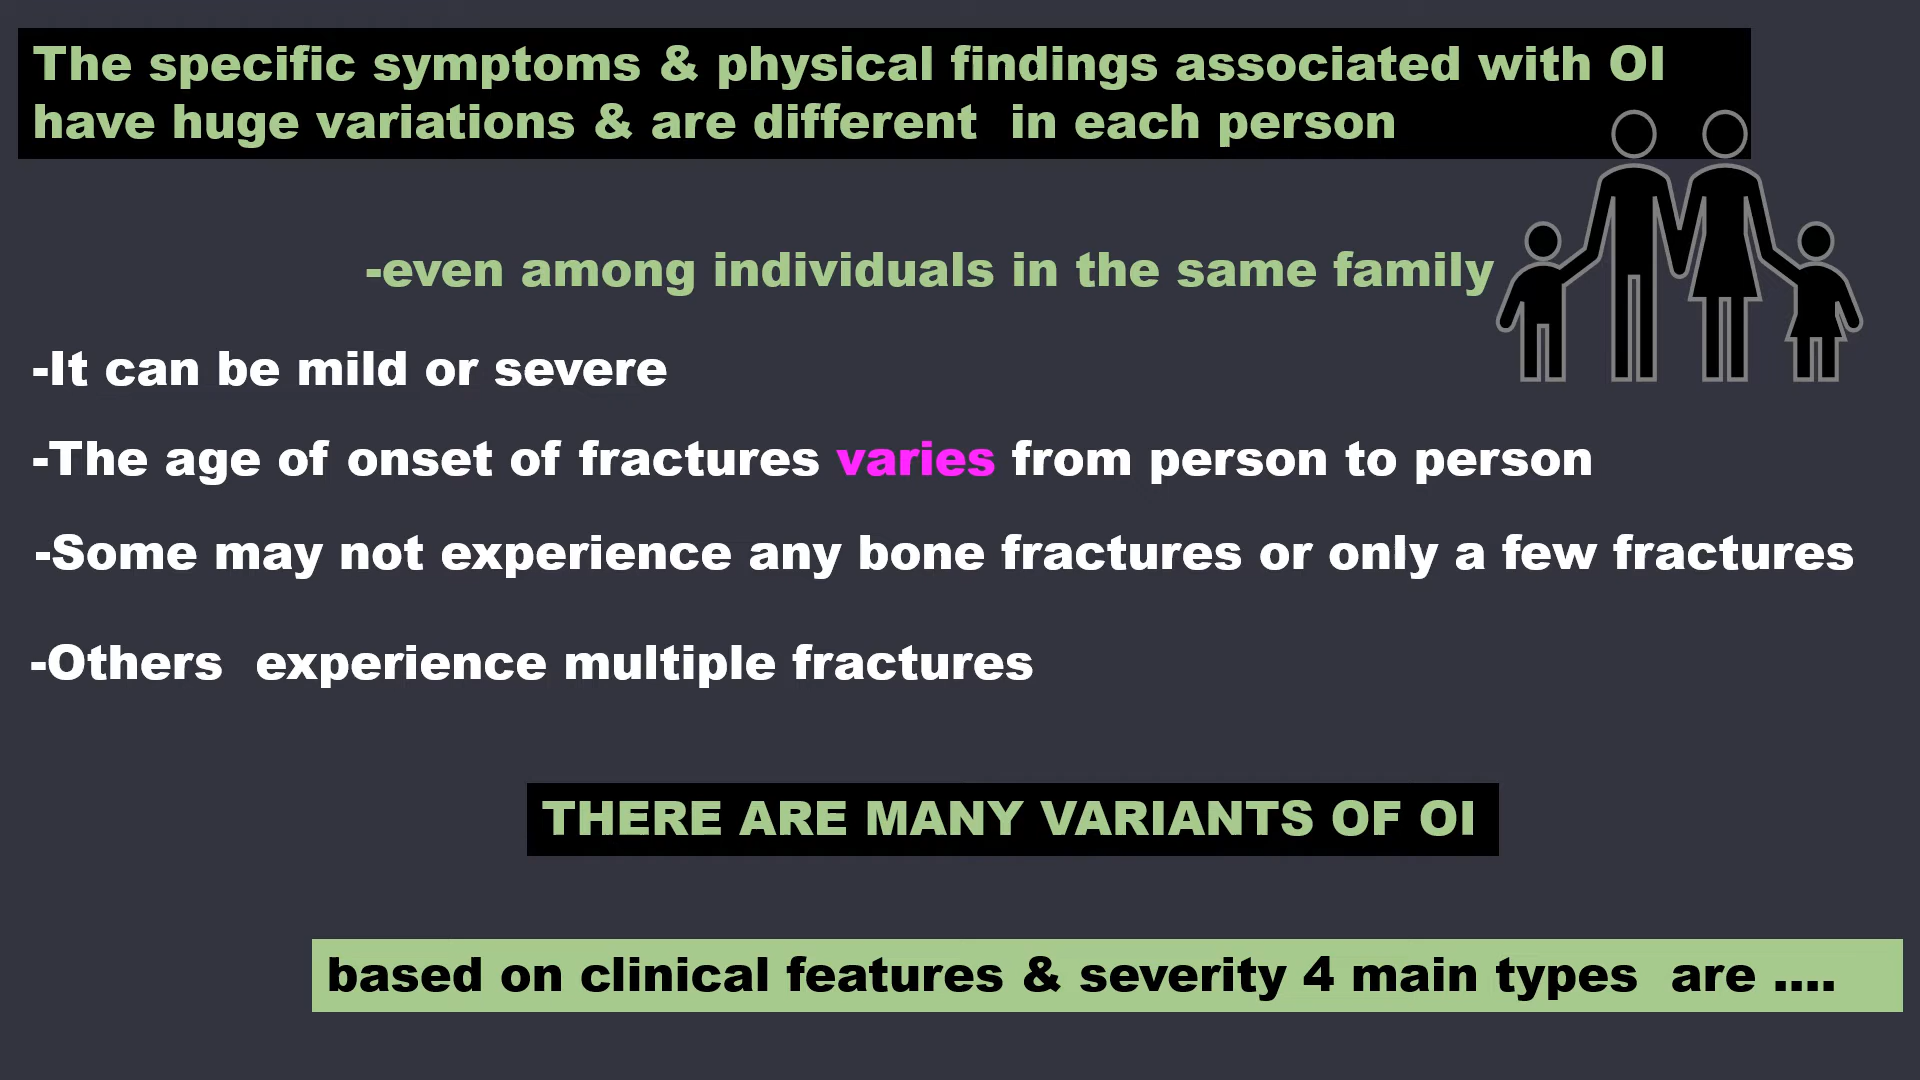 The specific symptoms & physical findings associated with OI
have huge variations & are different  in each person
-even among individuals in the same family
-It can be mild or severe
-The age of onset of fractures varies from person to person
-Some may not experience any bone fractures or only a few fractures
-Others  experience multiple fractures
THERE ARE MANY VARIANTS OF OI
based on clinical features & severity 4 main types  are ....